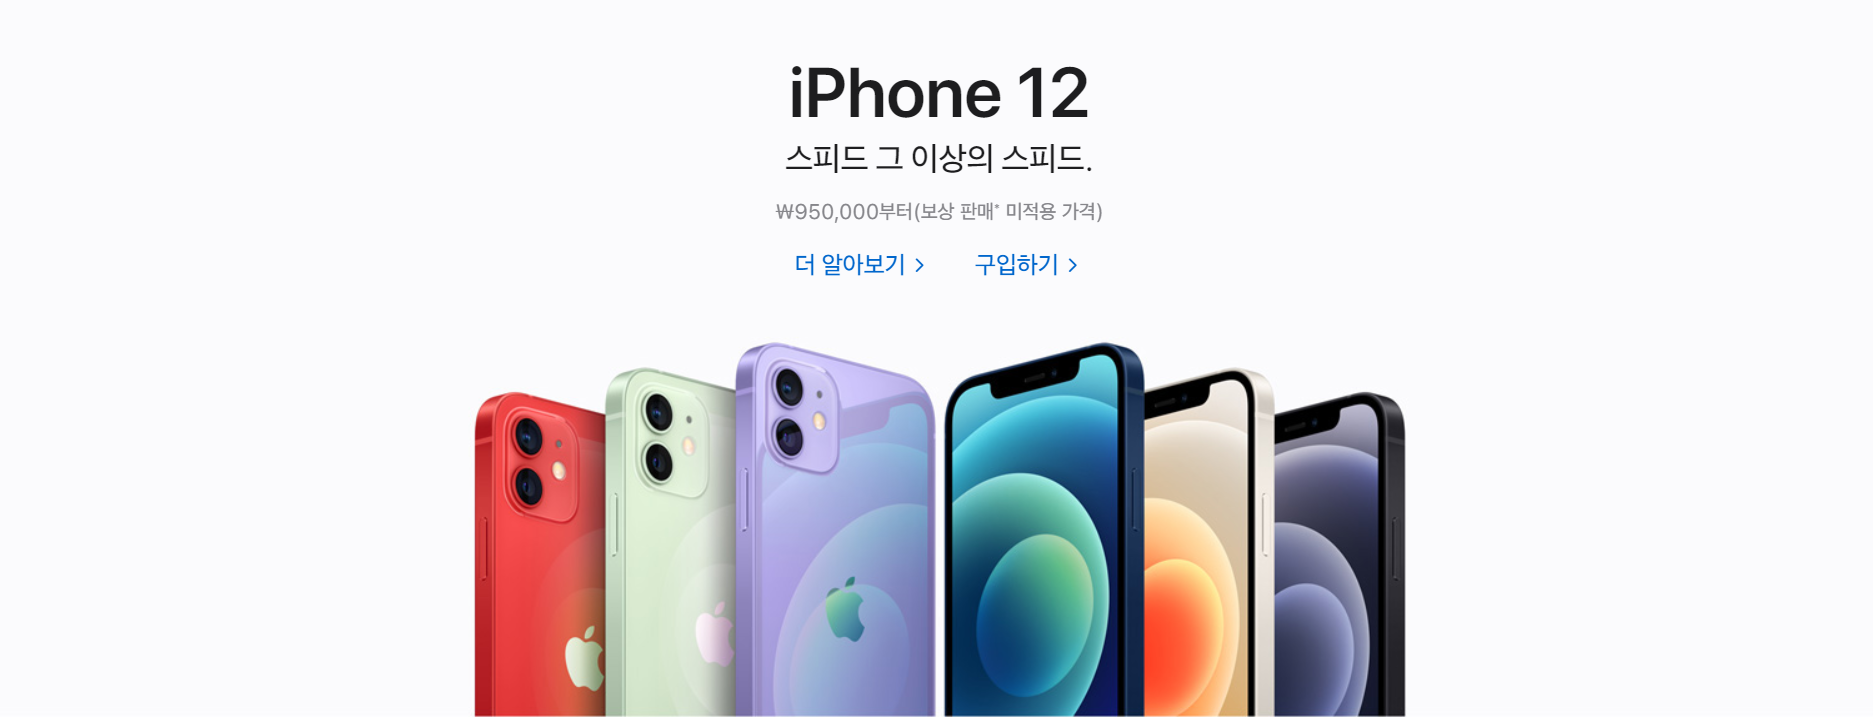 iPhone 12
스피드 그 이상의 스피드.
₩950,000부터(보상 판매* 미적용 가격)
더 알아보기 > 구입하기 >